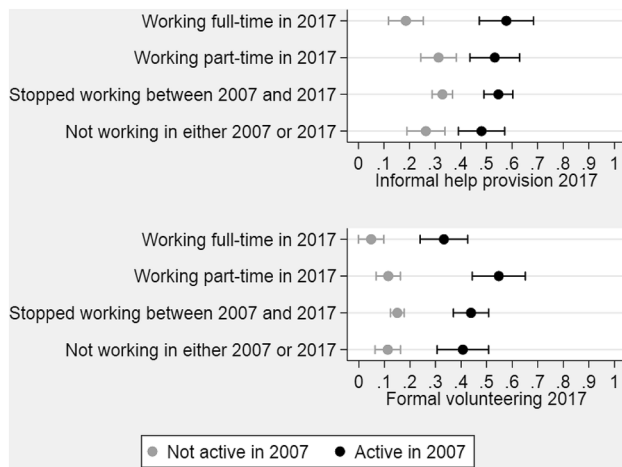 Working full-time in 2017
Working part-time in 2017
Stopped working between 2007 and 2017
Not working in either 2007 or 2017
0 .1 .2 .3 .4 .5 .6 .7 .8 .9 1
Informal help provision 2017
Working full-time in 2017
Working part-time in 2017
Stopped working between 2007 and 2017
Not working in either 2007 or 2017
0 .1 .2 .3 .4 .5 .6 .7 .8 .9 1
Formal volunteering 2017
Not active in 2007 Active in 2007